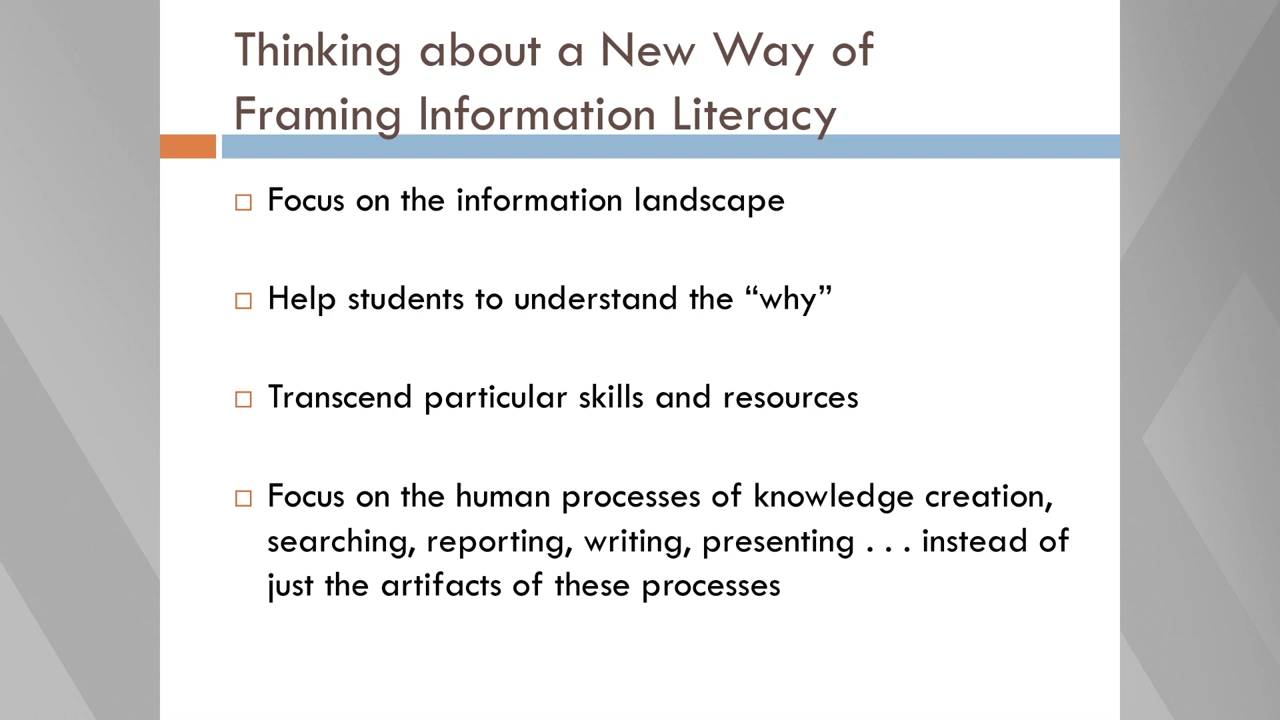 Thinking about a New Way of
Framing Information Literacy
Focus on the information landscape
Help students to understand the “why”
Transcend particular skills and resources
Focus on the human processes of knowledge creation,
searching, reporting, writing, presenting . . . instead of
just the artifacts of these processes